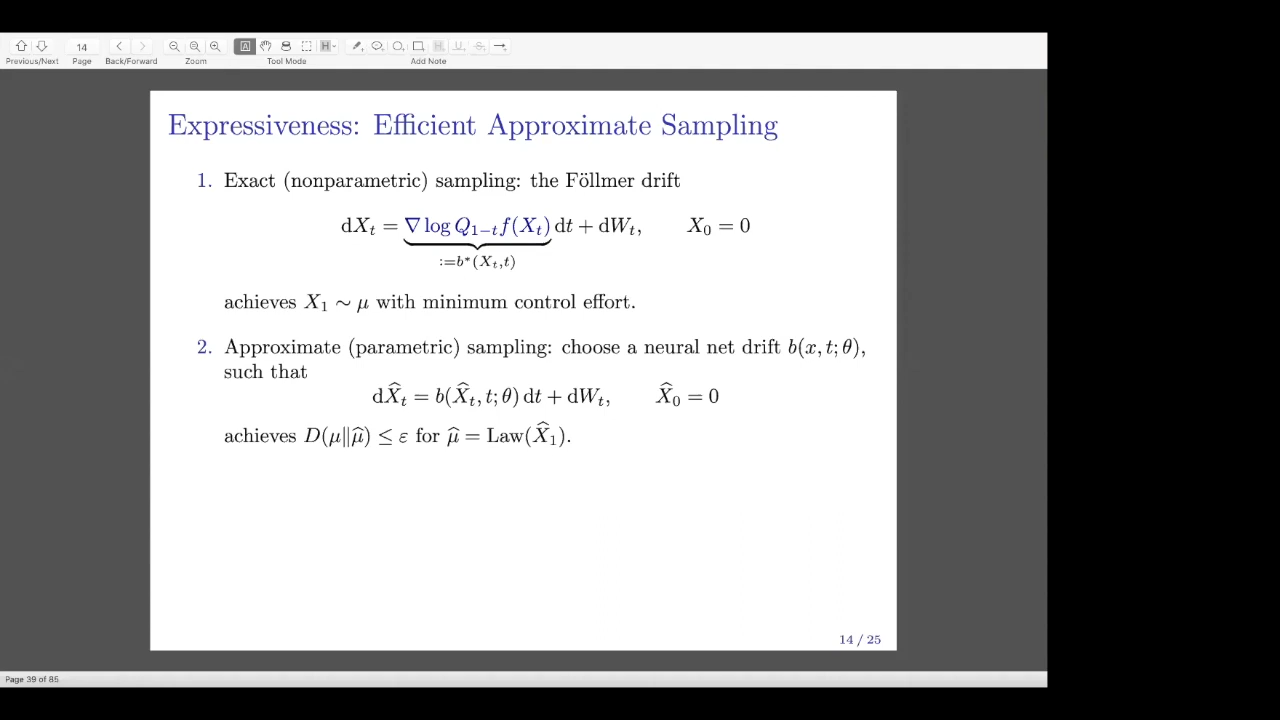 14
Previous/Next Page Back/Forward Zoom Tool Mode Add Note
Expressiveness: Efficient Approximate Sampling
1. Exact (nonparametric) sampling: the Föllmer drift
dX_t = ∇ log Q_{1−t} f(X_t) dt + dW_t, X_0 = 0
:=b*(X_t,t)
achieves X_1 ∼ μ with minimum control effort.
2. Approximate (parametric) sampling: choose a neural net drift b(x, t; θ),
such that
dX̂_t = b(X̂_t, t; θ) dt + dW_t, X̂_0 = 0
achieves D(μ∥μ̂) ≤ ε for μ̂ = Law(X̂_1).
14 / 25
Page 39 of 85